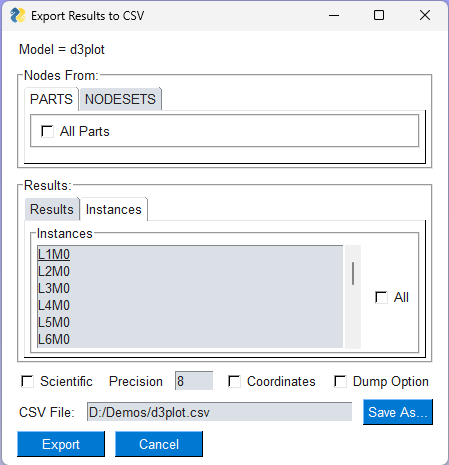 Export Results to CSV
Model = d3plot
Nodes From:
PARTS NODESETS
All Parts
Results:
Results Instances
Instances
L1M0
L2M0
L3M0
L4M0
L5M0
L6M0
All
Scientific Precision 8 Coordinates Dump Option
CSV File: D:/Demos/d3plot.csv Save As...
Export Cancel